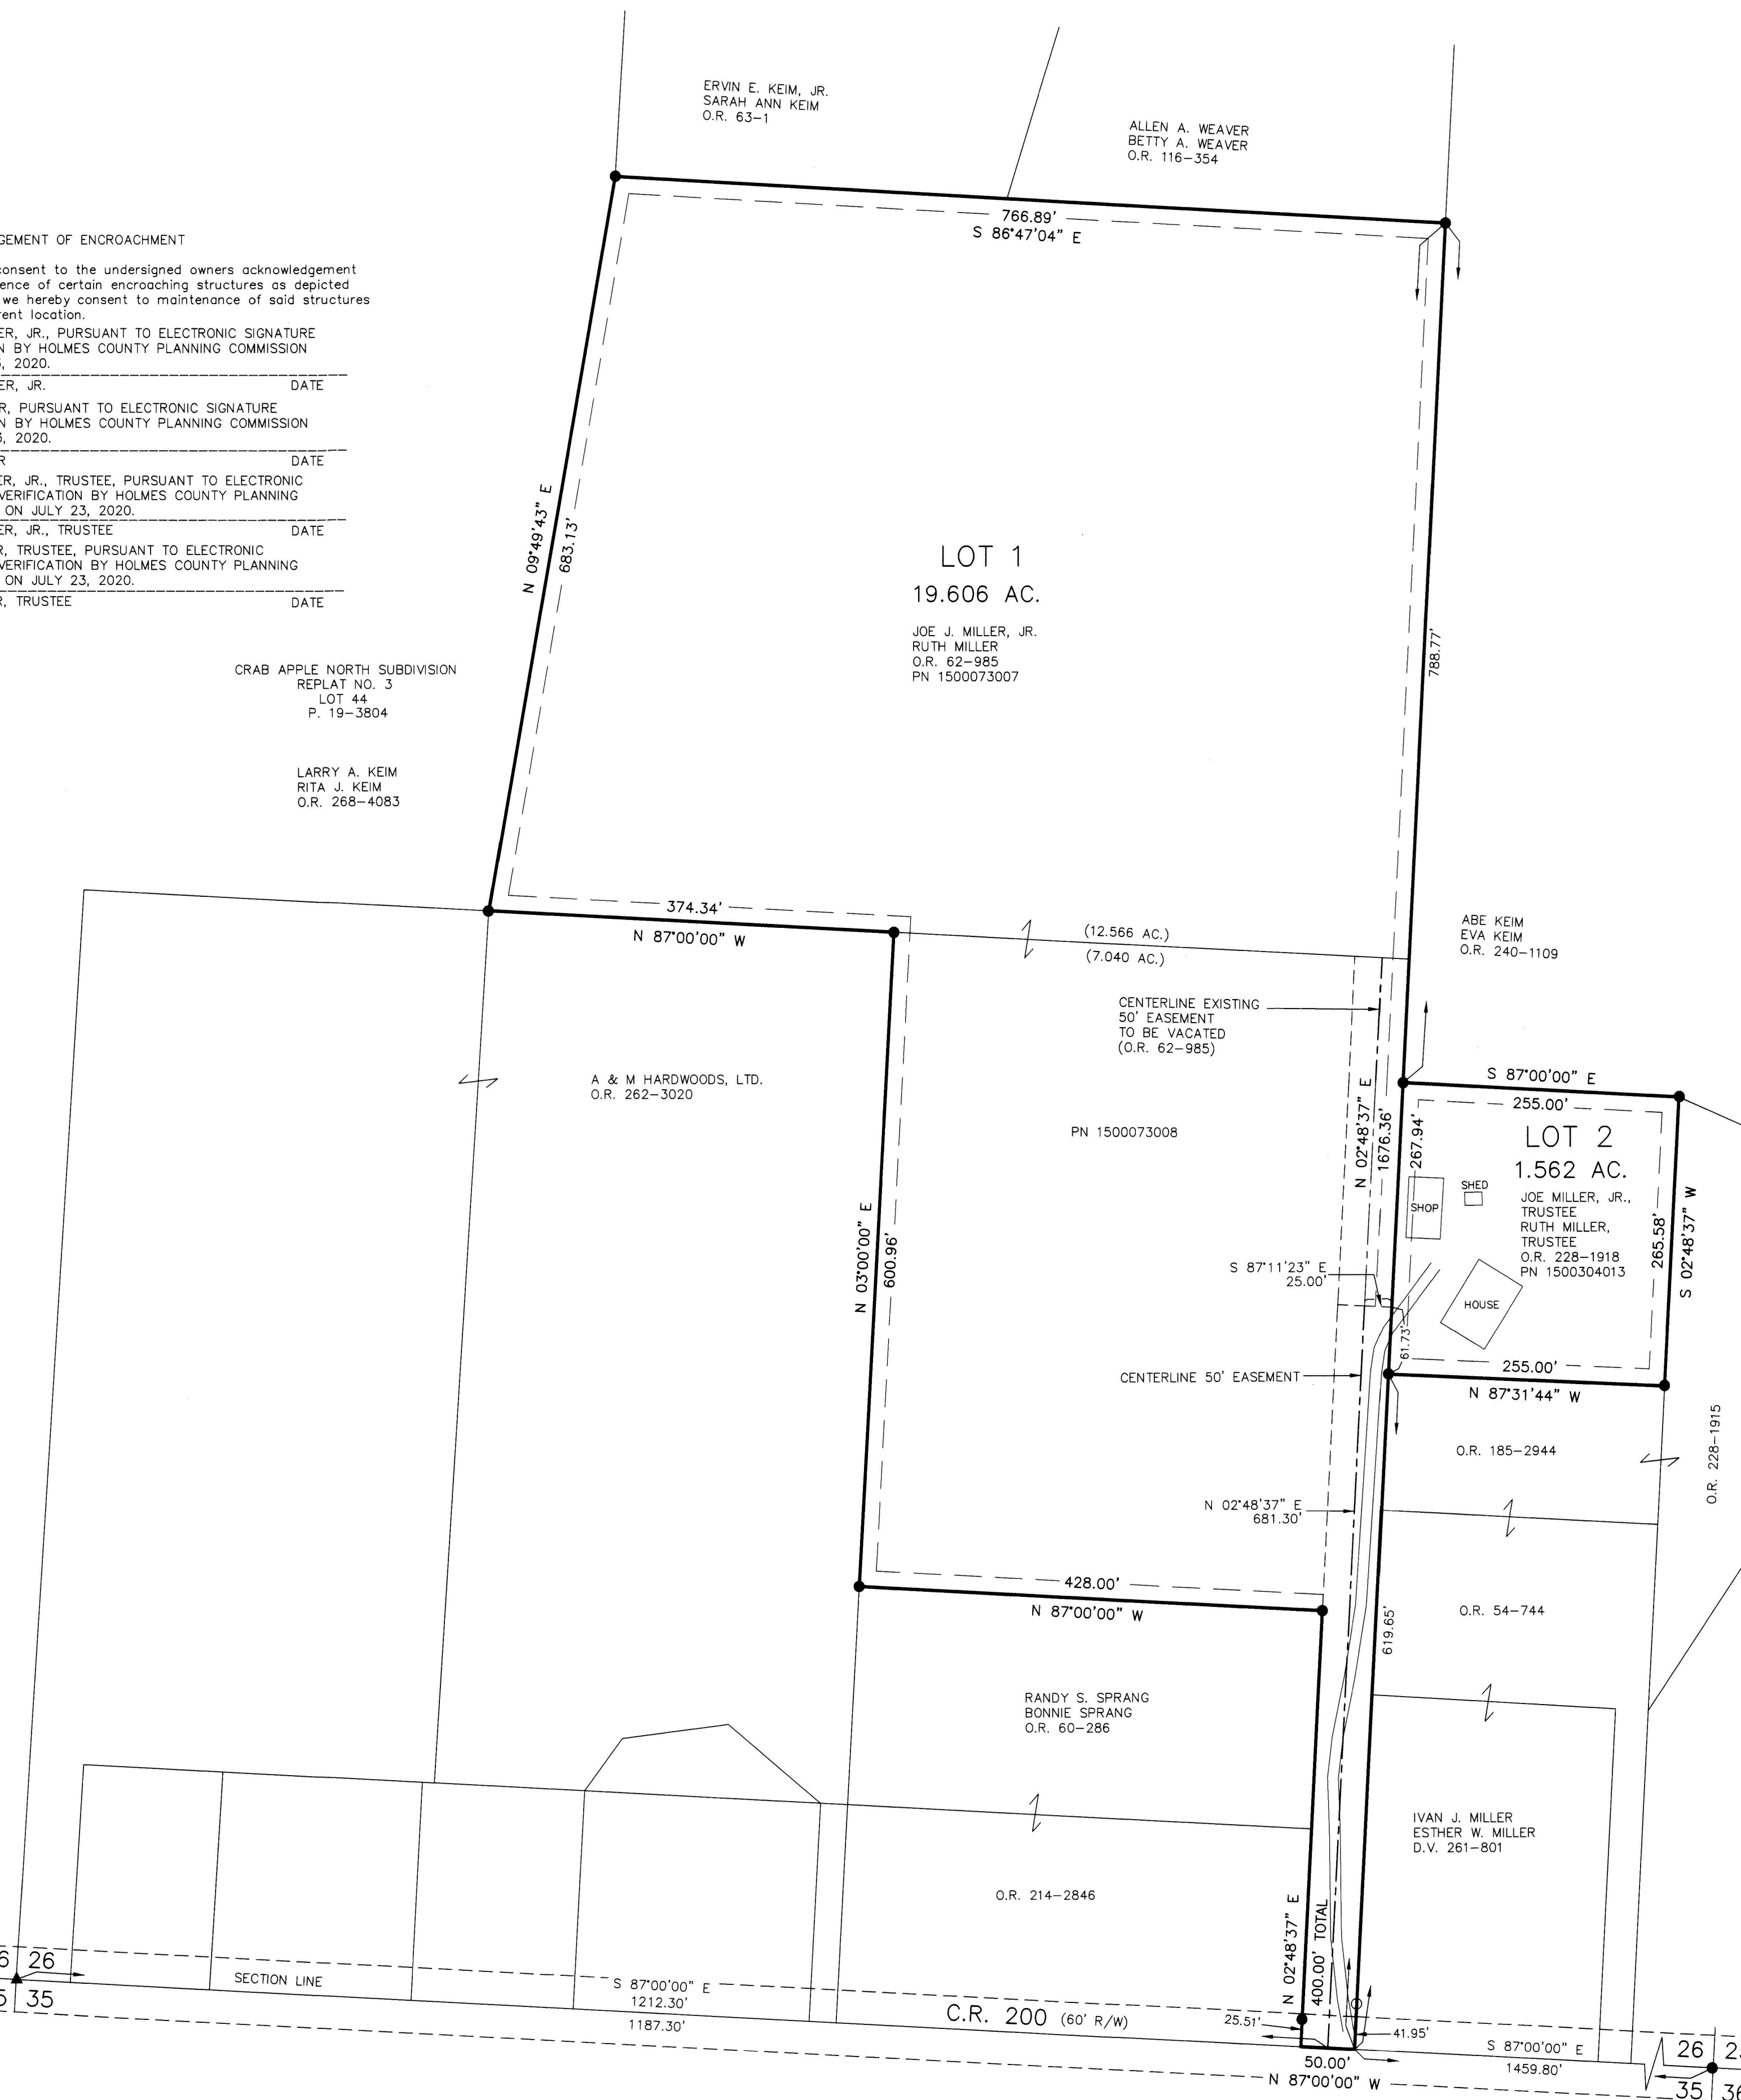 ERVIN E. KEIM, JR.
SARAH ANN KEIM
O.R. 63-1
ALLEN A. WEAVER
BETTY A. WEAVER
O.R. 116-354
766.89'
S 86°47'04" E
OF ENCROACHMENT
consent to the undersigned owners acknowledgement
of certain encroaching structures as depicted
we hereby consent to maintenance of said structures
location.
JR., PURSUANT TO ELECTRONIC SIGNATURE
BY HOLMES COUNTY PLANNING COMMISSION
2020.
JR. DATE
PURSUANT TO ELECTRONIC SIGNATURE
BY HOLMES COUNTY PLANNING COMMISSION
2020.
DATE
JR., TRUSTEE, PURSUANT TO ELECTRONIC
VERIFICATION BY HOLMES COUNTY PLANNING
ON JULY 23, 2020.
JR., TRUSTEE DATE
TRUSTEE, PURSUANT TO ELECTRONIC
VERIFICATION BY HOLMES COUNTY PLANNING
ON JULY 23, 2020.
TRUSTEE DATE
N 09°49'43" E
683.13'
LOT 1
19.606 AC.
JOE J. MILLER, JR.
RUTH MILLER
O.R. 62-985
PN 1500073007
788.77'
CRAB APPLE NORTH SUBDIVISION
REPLAT NO. 3
LOT 44
P. 19-3804
LARRY A. KEIM
RITA J. KEIM
O.R. 268-4083
374.34'
N 87°00'00" W
(12.566 AC.)
(7.040 AC.)
ABE KEIM
EVA KEIM
O.R. 240-1109
CENTERLINE EXISTING
50' EASEMENT
TO BE VACATED
(O.R. 62-985)
A & M HARDWOODS, LTD.
O.R. 262-3020
PN 1500073008
N 02°48'37" E
1676.36'
267.94'
S 87°00'00" E
255.00'
LOT 2
1.562 AC.
JOE MILLER, JR.,
TRUSTEE
RUTH MILLER,
TRUSTEE
O.R. 228-1918
PN 1500304013
SHOP
SHED
HOUSE
265.58'
S 02°48'37" W
N 03°00'00" E
600.96'
S 87°11'23" E
25.00'
61.73'
255.00'
N 87°31'44" W
CENTERLINE 50' EASEMENT
O.R. 185-2944
O.R. 228-1915
N 02°48'37" E
681.30'
428.00'
N 87°00'00" W
O.R. 54-744
619.65'
RANDY S. SPRANG
BONNIE SPRANG
O.R. 60-286
IVAN J. MILLER
ESTHER W. MILLER
D.V. 261-801
O.R. 214-2846
N 02°48'37" E
400.00' TOTAL
26
35
SECTION LINE
S 87°00'00" E
1212.30'
1187.30'
C.R. 200 (60' R/W)
25.51'
41.95'
50.00'
N 87°00'00" W
S 87°00'00" E
1459.80'
26
35